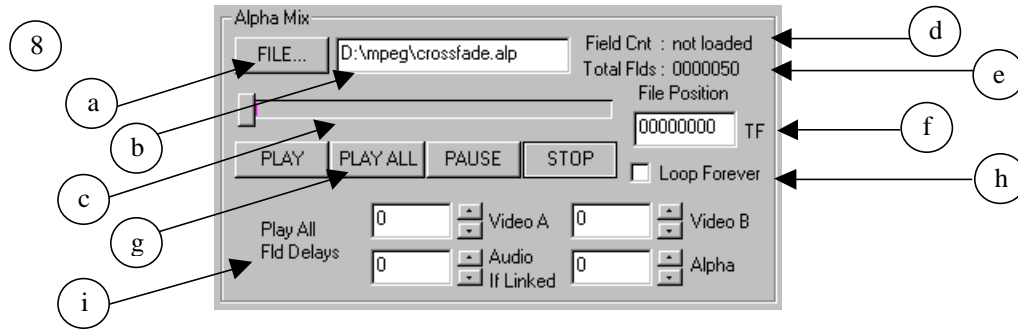 8
Alpha Mix
FILE...
D:\mpeg\crossfade.alp
Field Cnt : not loaded
Total Flds : 0000050
File Position
00000000 TF
PLAY PLAY ALL PAUSE STOP
Loop Forever
Play All
Fld Delays
0 Video A
0 Video B
0 Audio
If Linked
0 Alpha
a
b
c
g
i
d
e
f
h